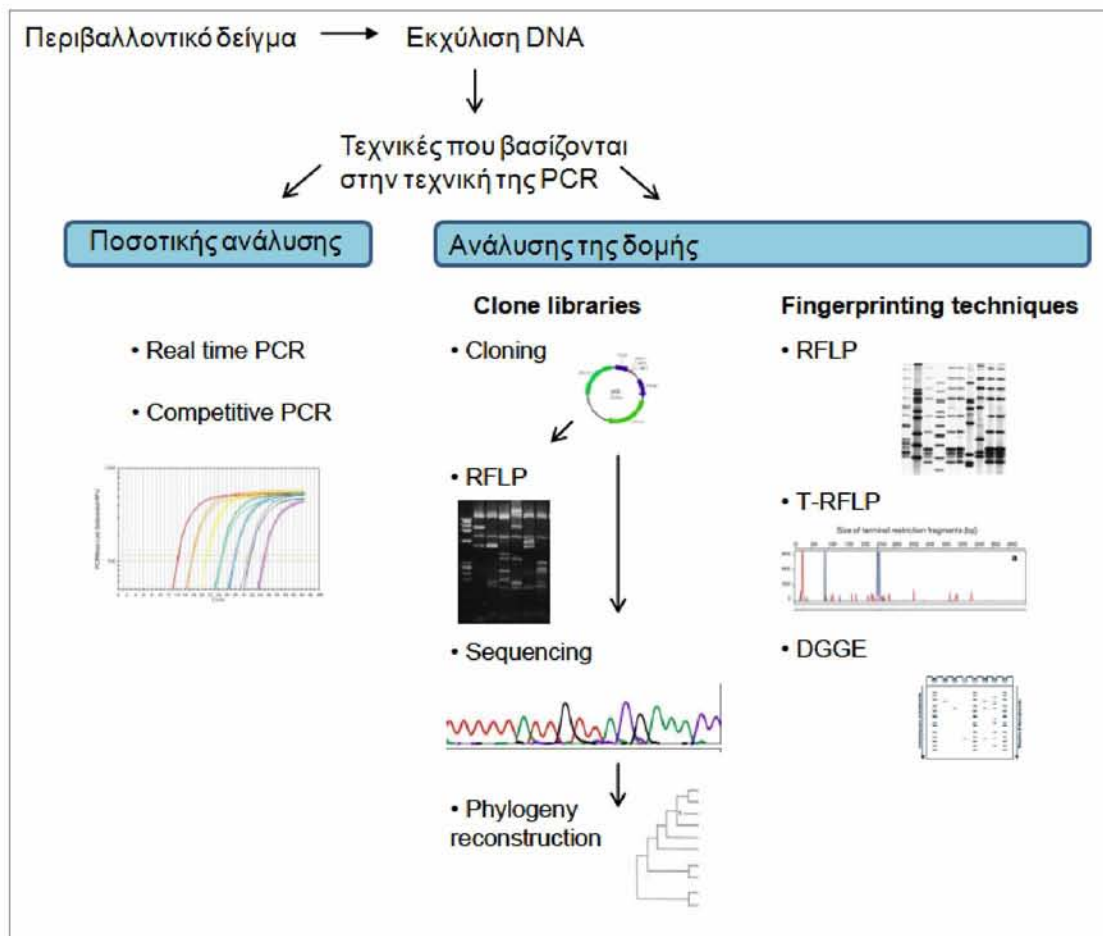 Περιβαλλοντικό δείγμα
Εκχύλιση DNA
Τεχνικές που βασίζονται
στην τεχνική της PCR
Ποσοτικής ανάλυσης
Ανάλυσης της δομής
Clone libraries
Fingerprinting techniques
• Real time PCR
• Competitive PCR
• Cloning
• RFLP
• Sequencing
• Phylogeny
reconstruction
• RFLP
• T-RFLP
Size of terminal restriction fragments (bp)
a
• DGGE